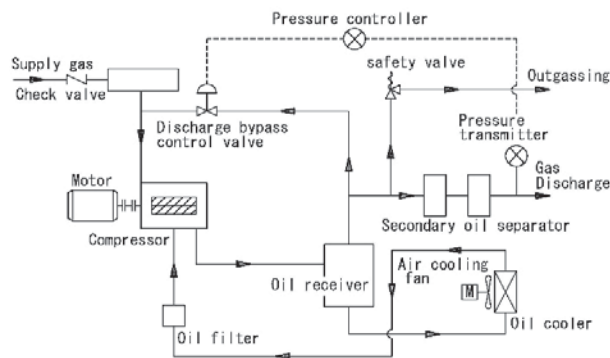 Pressure controller
Supply gas
Check valve
safety valve
Outgassing
Discharge bypass
control valve
Pressure
transmitter
Motor
Gas
Discharge
Compressor
Secondary oil separator
Oil receiver
Air cooling
fan
M
Oil filter
Oil cooler